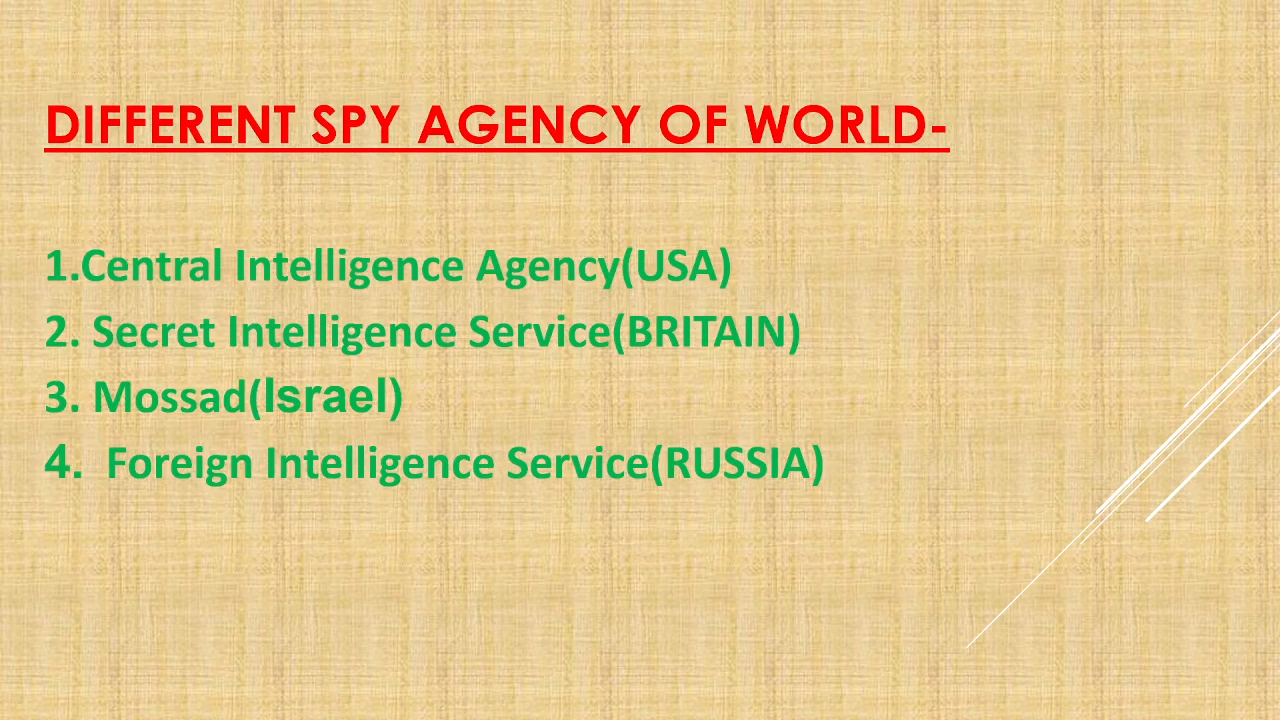 DIFFERENT SPY AGENCY OF WORLD-
1.Central Intelligence Agency(USA)
2. Secret Intelligence Service(BRITAIN)
3. Mossad(Israel)
4.  Foreign Intelligence Service(RUSSIA)